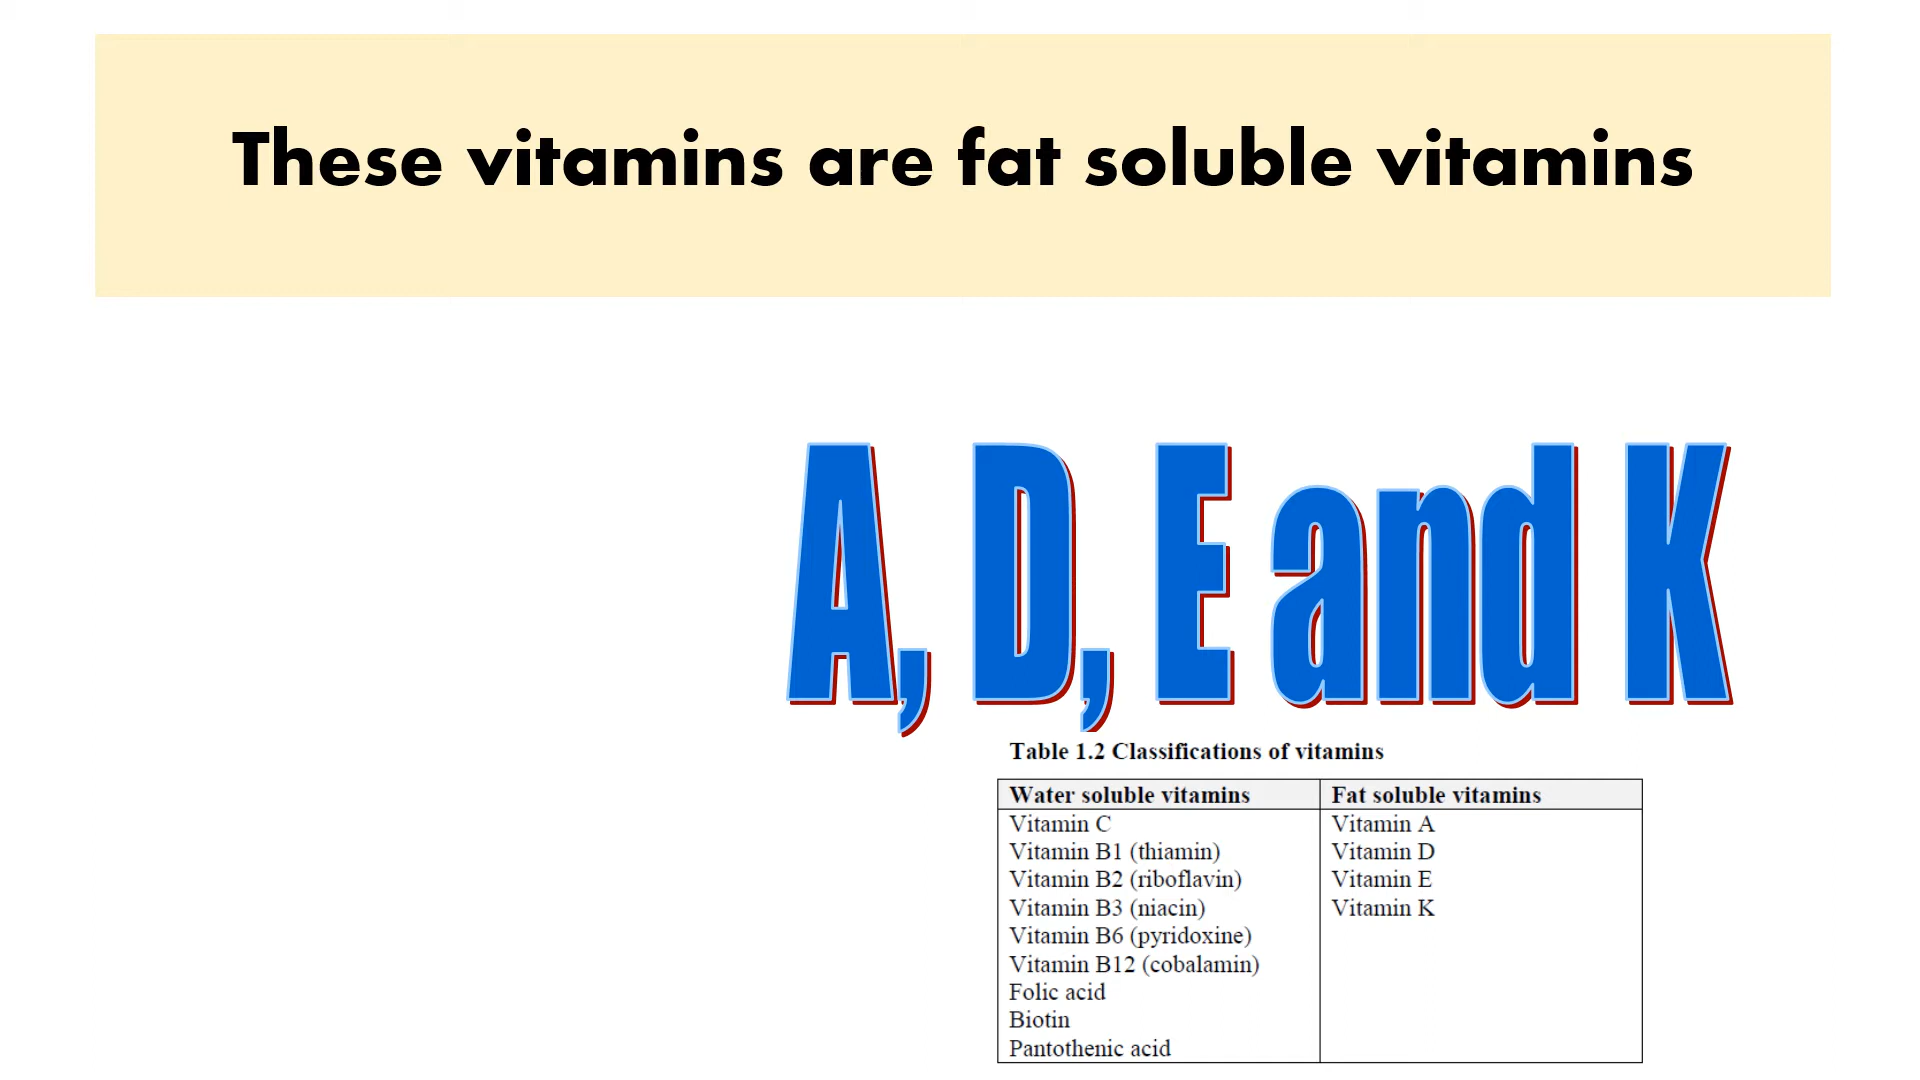 These vitamins are fat soluble vitamins
A, D, E and K
Table 1.2 Classifications of vitamins
Water soluble vitamins Fat soluble vitamins
Vitamin C Vitamin A
Vitamin B1 (thiamin) Vitamin D
Vitamin B2 (riboflavin) Vitamin E
Vitamin B3 (niacin) Vitamin K
Vitamin B6 (pyridoxine)
Vitamin B12 (cobalamin)
Folic acid
Biotin
Pantothenic acid